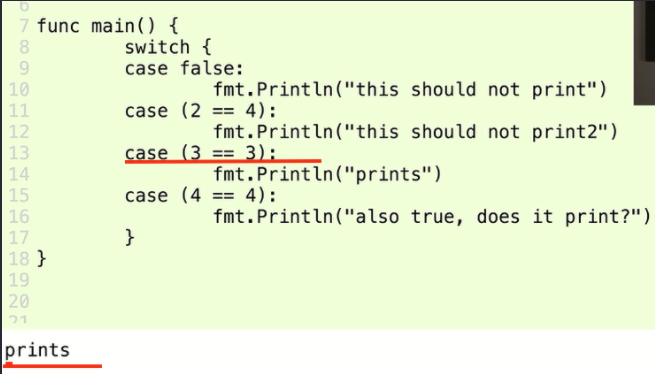 6
7 func main() {
8 switch {
9 case false:
10 fmt.Println("this should not print")
11 case (2 == 4):
12 fmt.Println("this should not print2")
13 case (3 == 3):
14 fmt.Println("prints")
15 case (4 == 4):
16 fmt.Println("also true, does it print?")
17 }
18 }
19
20
21
prints